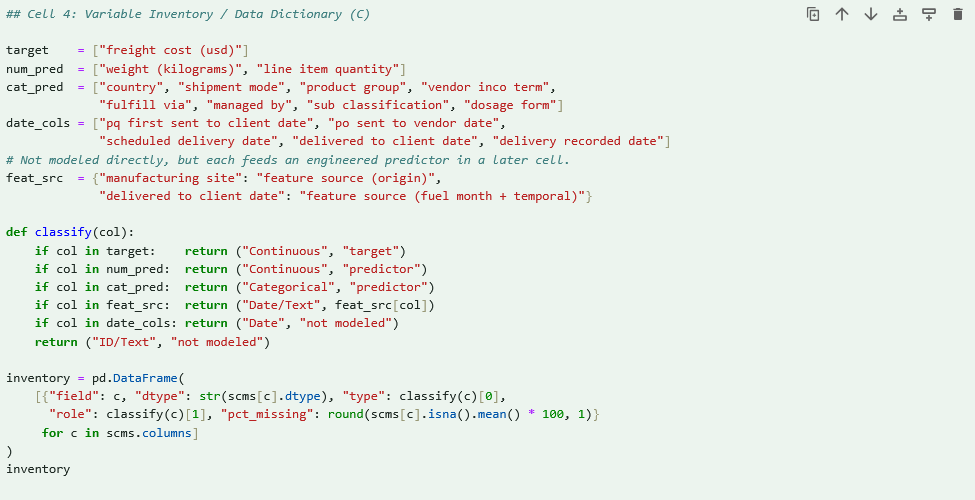 ## Cell 4: Variable Inventory / Data Dictionary (C)

target    = ["freight cost (usd)"]
num_pred  = ["weight (kilograms)", "line item quantity"]
cat_pred  = ["country", "shipment mode", "product group", "vendor inco term",
             "fulfill via", "managed by", "sub classification", "dosage form"]
date_cols = ["pq first sent to client date", "po sent to vendor date",
             "scheduled delivery date", "delivered to client date", "delivery recorded date"]
# Not modeled directly, but each feeds an engineered predictor in a later cell.
feat_src  = {"manufacturing site": "feature source (origin)",
             "delivered to client date": "feature source (fuel month + temporal)"}

def classify(col):
    if col in target:    return ("Continuous", "target")
    if col in num_pred:  return ("Continuous", "predictor")
    if col in cat_pred:  return ("Categorical", "predictor")
    if col in feat_src:  return ("Date/Text", feat_src[col])
    if col in date_cols: return ("Date", "not modeled")
    return ("ID/Text", "not modeled")

inventory = pd.DataFrame(
    [{"field": c, "dtype": str(scms[c].dtype), "type": classify(c)[0],
      "role": classify(c)[1], "pct_missing": round(scms[c].isna().mean() * 100, 1)}
     for c in scms.columns]
)
inventory